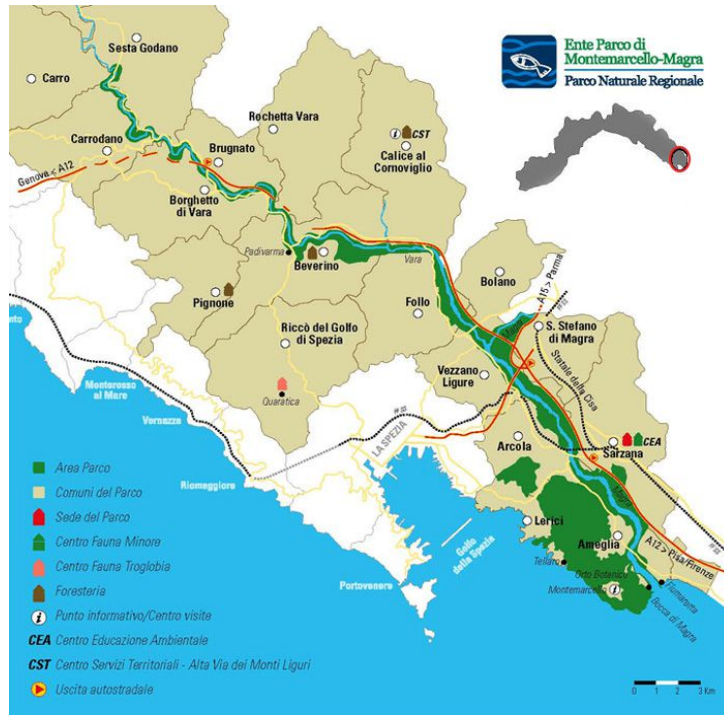 Ente Parco di
Montemarcello-Magra
Parco Naturale Regionale
Sesta Godano
Carro
Rochetta Vara
CST
Calice al
Cornoviglio
Carrodano
Brugnato
Genova < A12
Borghetto
di Vara
Padivarma
Beverino
Vara
Bolano
A15 > Parma
Pignone
Follo
Riccò del Golfo
di Spezia
Magra
S. Stefano
di Magra
Vezzano
Ligure
Statale della Cisa
Monterosso
al Mare
Quaratica
Vernazza
LA SPEZIA
Arcola
CEA
Sarzana
Riomaggiore
Magra
Golfo
della Spezia
Lerici
Ameglia
A12 > Pisa/Firenze
Tellaro
Orto Botanico
Montemarcello
Fiumaretta
Bocca di Magra
Portovenere
Area Parco
Comuni del Parco
Sede del Parco
Centro Fauna Minore
Centro Fauna Troglobia
Foresteria
i Punto informativo/Centro visite
CEA Centro Educazione Ambientale
CST Centro Servizi Territoriali - Alta Via dei Monti Liguri
Uscita autostradale
0 1 2 3 Km